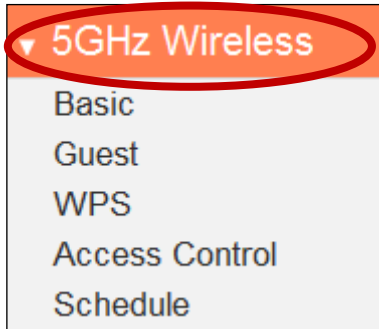 5GHz Wireless
Basic
Guest
WPS
Access Control
Schedule